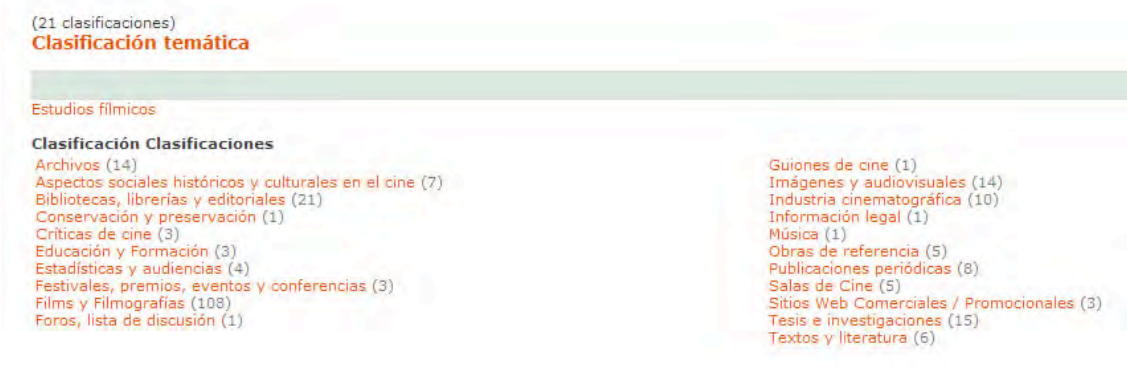 (21 clasificaciones)
Clasificación temática
Estudios fílmicos
Clasificación Clasificaciones
Archivos (14)
Aspectos sociales históricos y culturales en el cine (7)
Bibliotecas, librerías y editoriales (21)
Conservación y preservación (1)
Críticas de cine (3)
Educación y Formación (3)
Estadísticas y audiencias (4)
Festivales, premios, eventos y conferencias (3)
Films y Filmografías (108)
Foros, lista de discusión (1)
Guiones de cine (1)
Imágenes y audiovisuales (14)
Industria cinematográfica (10)
Información legal (1)
Música (1)
Obras de referencia (5)
Publicaciones periódicas (8)
Salas de Cine (5)
Sitios Web Comerciales / Promocionales (3)
Tesis e investigaciones (15)
Textos y literatura (6)